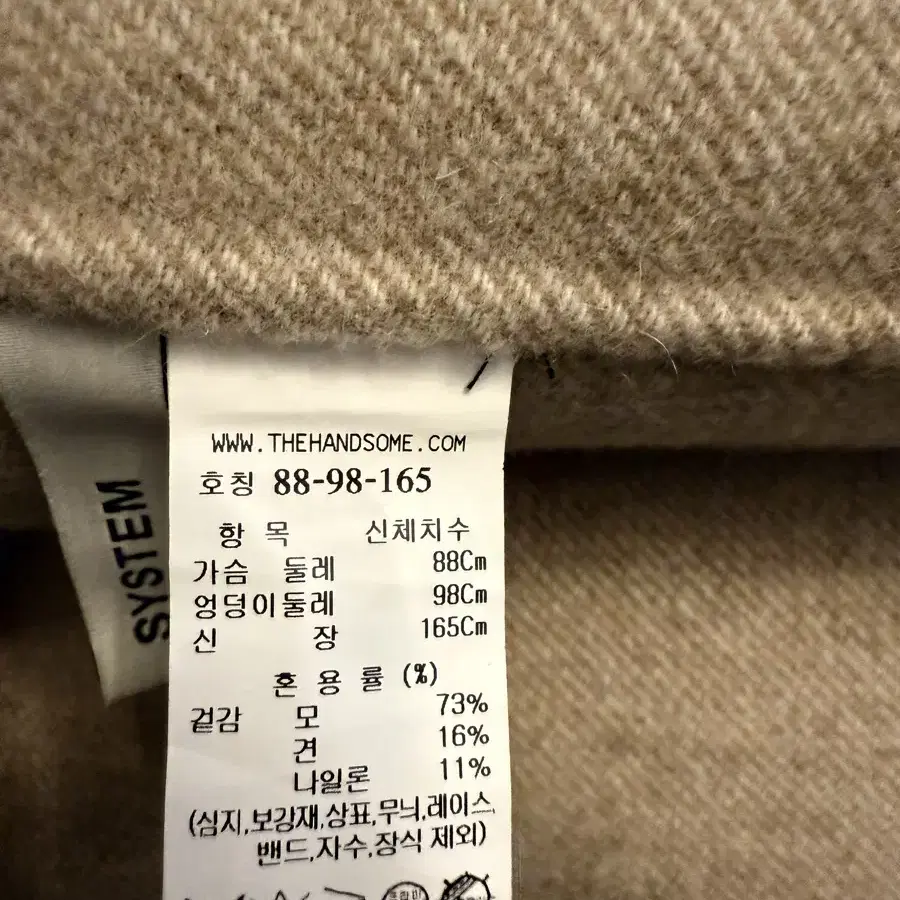 WWW.THEHANDSOME.COM
호칭 88-98-165
항 목 신체치수
가슴 둘레 88Cm
엉덩이둘레 98Cm
신 장 165Cm
혼 용 률 (%)
겉감 모 73%
견 16%
나일론 11%
(심지,보강재,상표,무늬,레이스,
밴드,자수,장식 제외)
SYSTEM